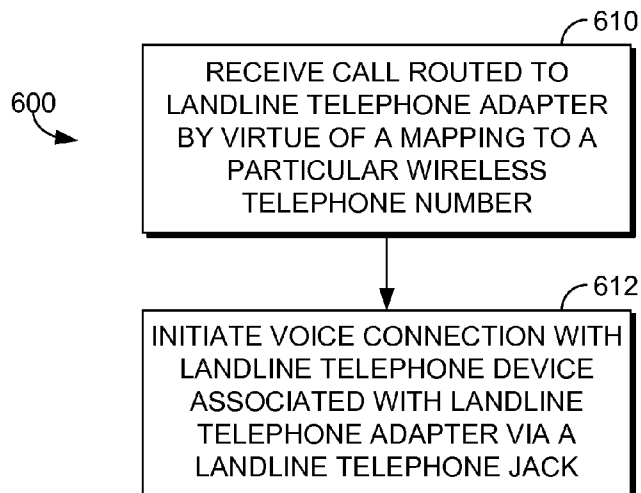 610
600
RECEIVE CALL ROUTED TO
LANDLINE TELEPHONE ADAPTER
BY VIRTUE OF A MAPPING TO A
PARTICULAR WIRELESS
TELEPHONE NUMBER
612
INITIATE VOICE CONNECTION WITH
LANDLINE TELEPHONE DEVICE
ASSOCIATED WITH LANDLINE
TELEPHONE ADAPTER VIA A
LANDLINE TELEPHONE JACK